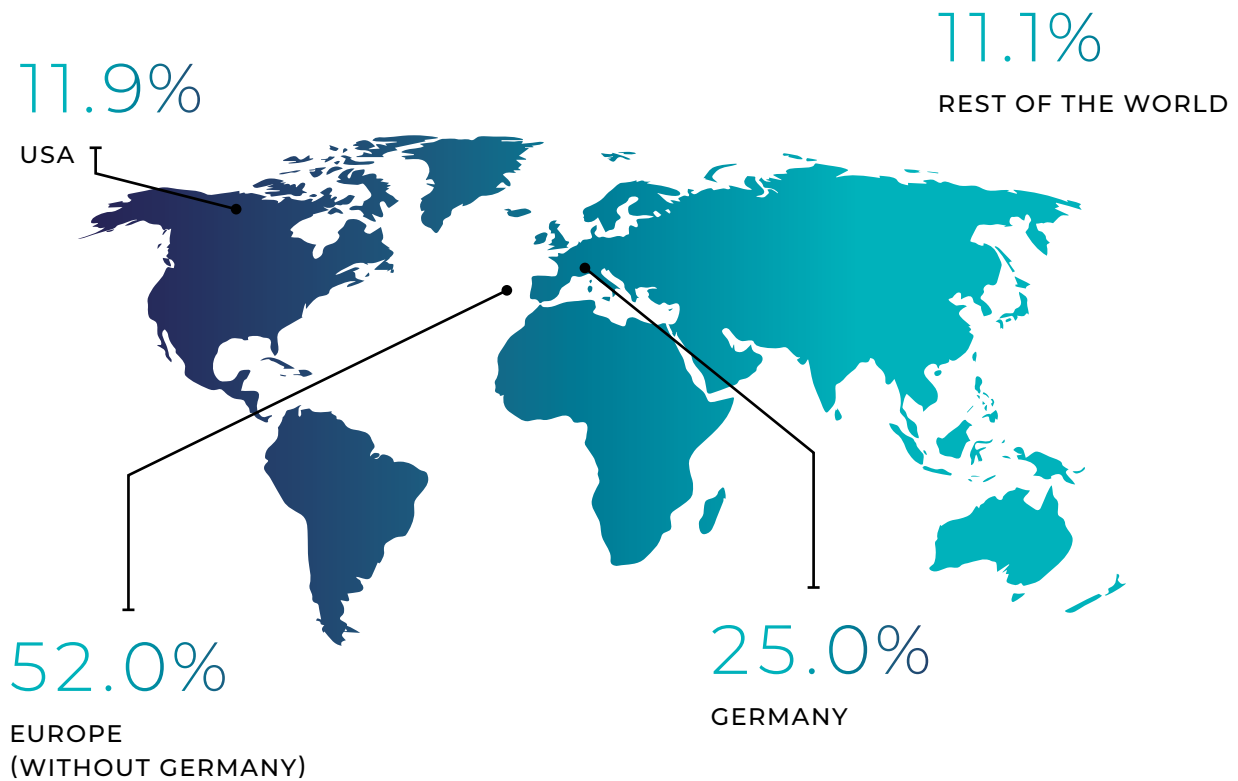 11.1%
REST OF THE WORLD
11.9%
USA
52.0%
EUROPE
(WITHOUT GERMANY)
25.0%
GERMANY